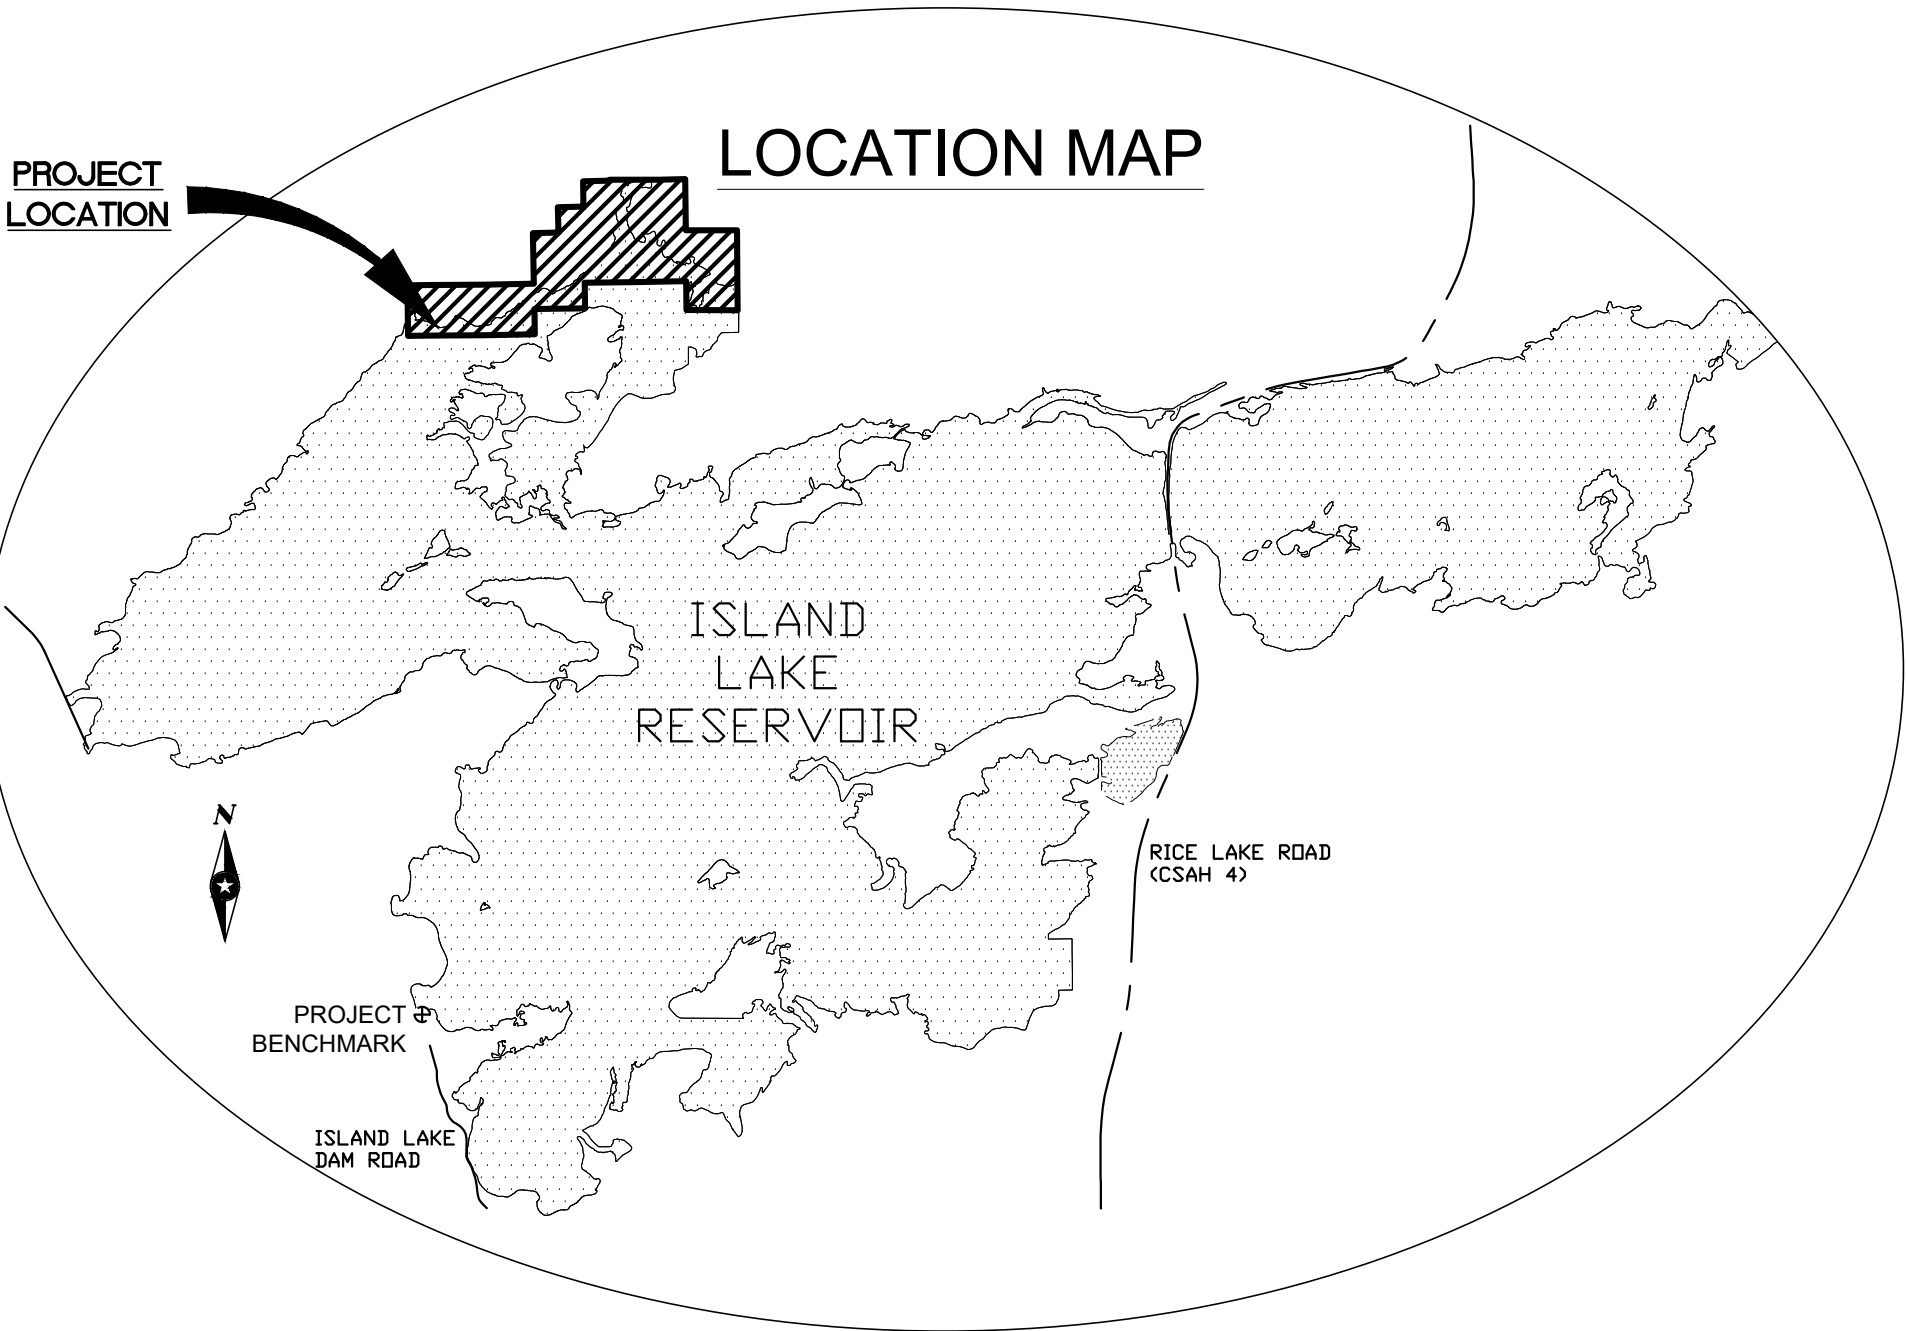 LOCATION MAP
PROJECT
LOCATION
ISLAND
LAKE
RESERVOIR
N
RICE LAKE ROAD
(CSAH 4)
PROJECT
BENCHMARK
ISLAND LAKE
DAM ROAD